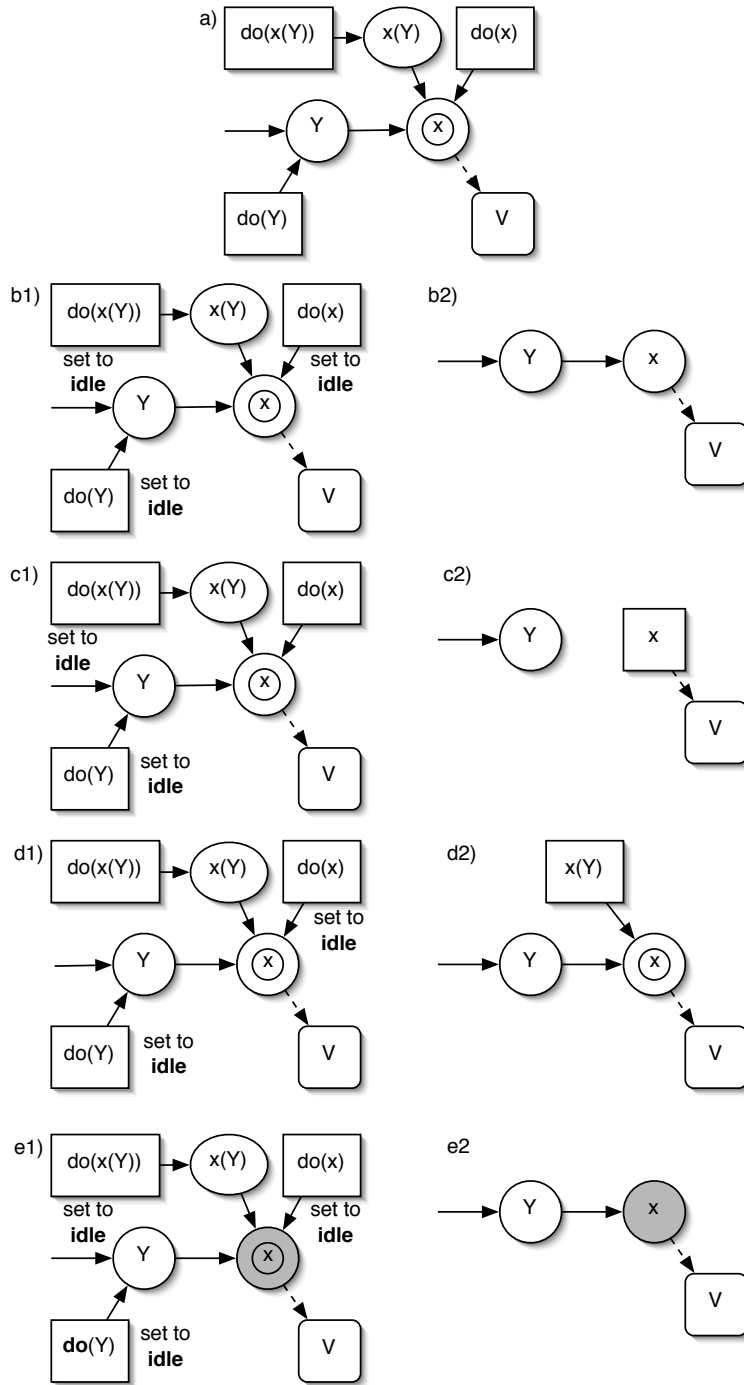 a) do(x(Y)) x(Y) do(x)
Y x
do(Y) V
b1) do(x(Y)) x(Y) do(x)
set to set to
idle idle
Y x
do(Y) set to V
idle
b2)
Y x
V
c1) do(x(Y)) x(Y) do(x)
set to
idle
Y x
do(Y) set to V
idle
c2)
Y x
V
d1) do(x(Y)) x(Y) do(x)
set to
idle
Y x
do(Y) set to V
idle
d2) x(Y)
Y x
V
e1) do(x(Y)) x(Y) do(x)
set to set to
idle idle
Y x
do(Y) set to V
idle
e2
Y x
V